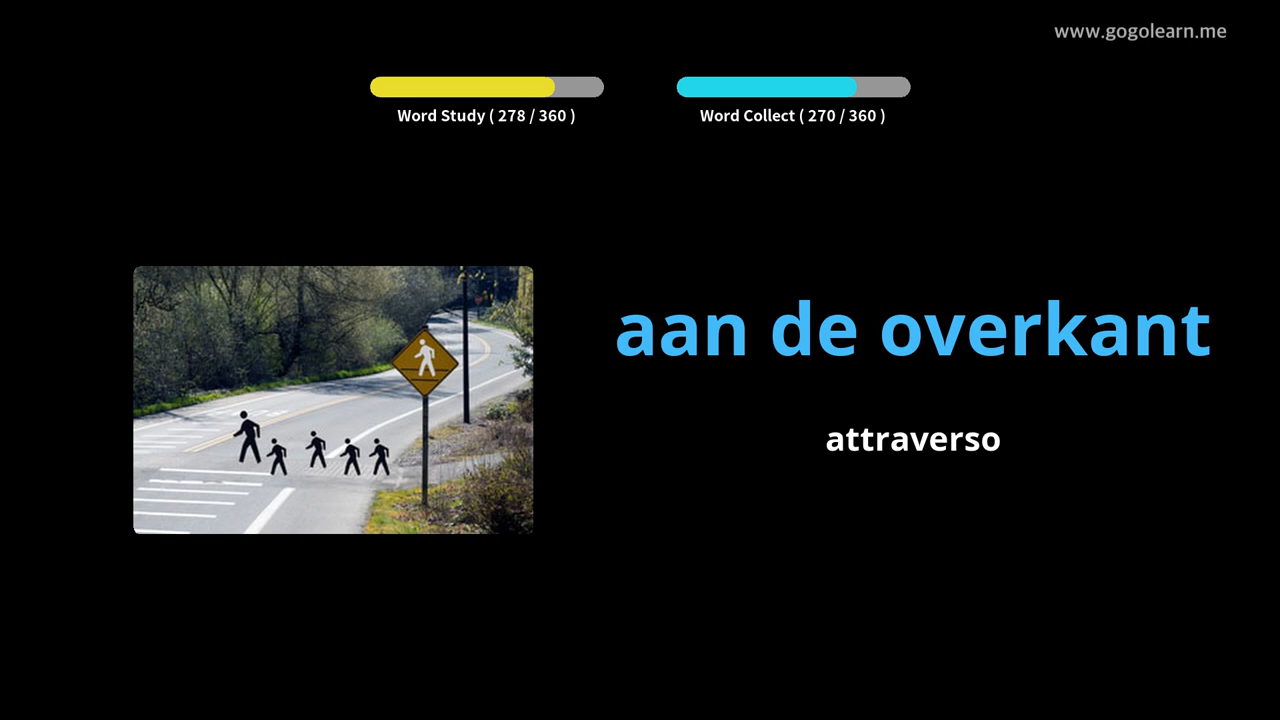 www.gogolearn.me
Word Study ( 278 / 360 )
Word Collect ( 270 / 360 )
aan de overkant
attraverso